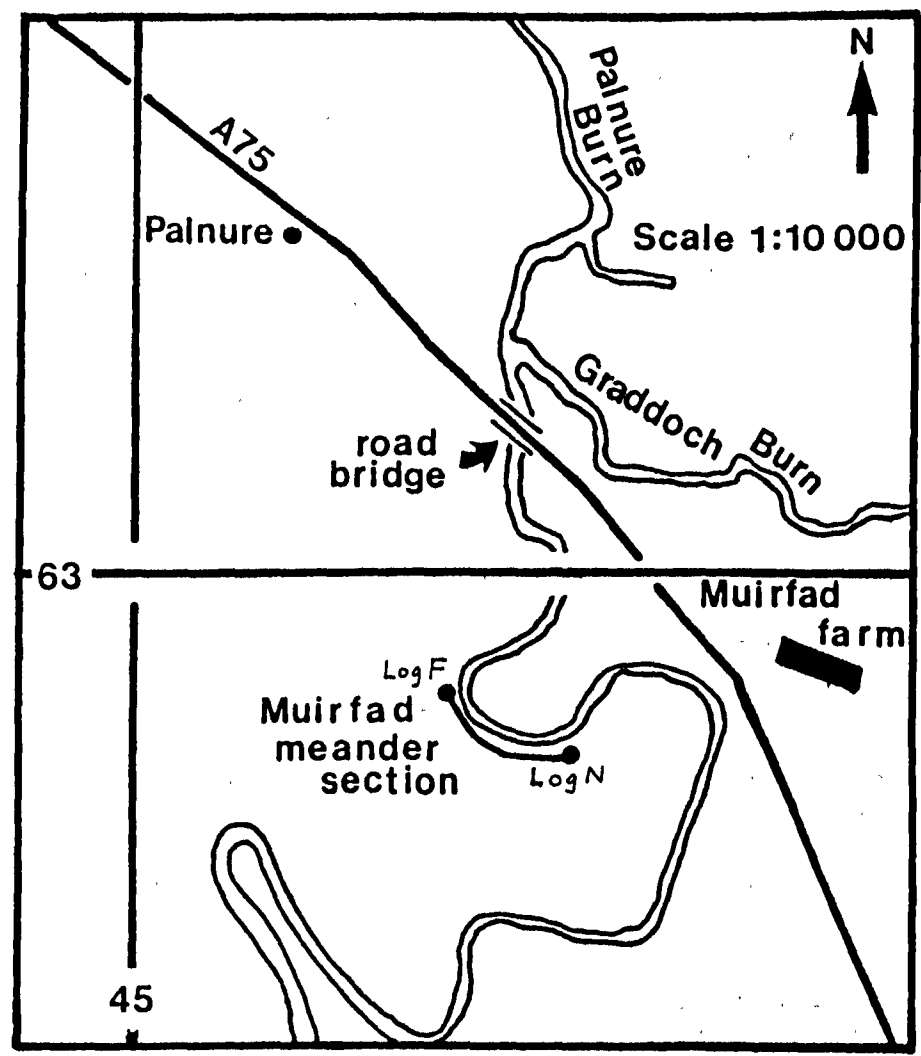 N
Palnure
Burn
A75
Palnure
Scale 1:10 000
Graddoch
Burn
road
bridge
63
Muirfad
farm
Log F
Muirfad
meander
section
Log N
45